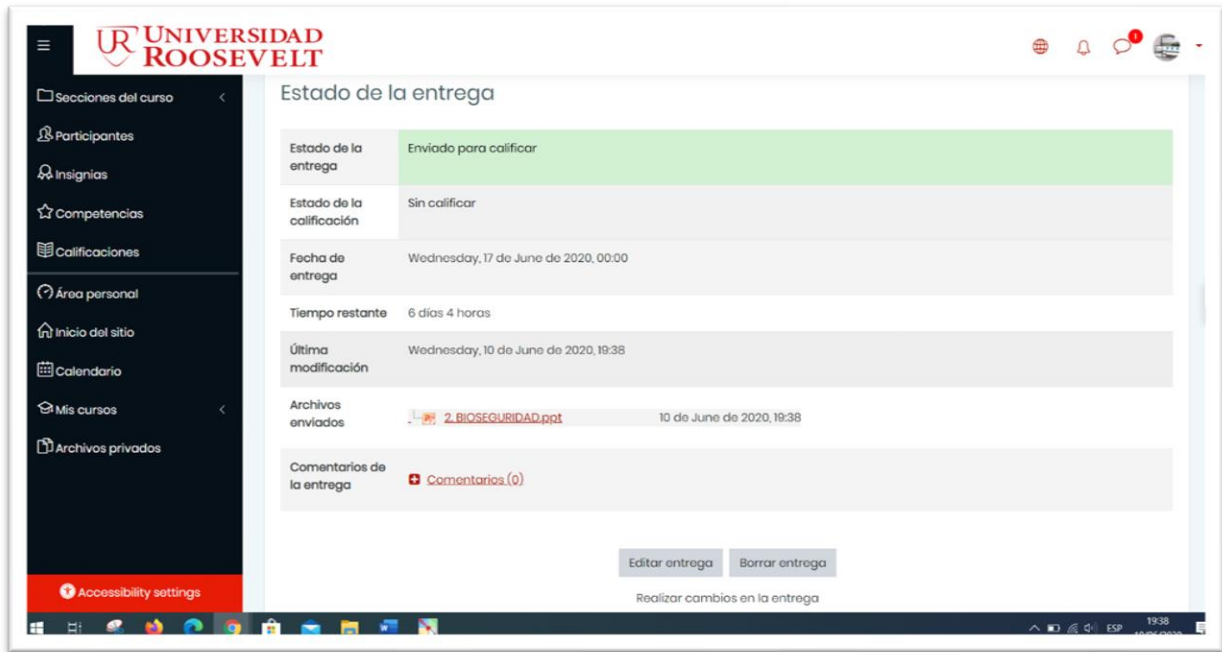 UR UNIVERSIDAD
ROOSEVELT
1
Secciones del curso
Participantes
Insignias
Competencias
Calificaciones
Área personal
Inicio del sitio
Calendario
Mis cursos
Archivos privados
Accessibility settings
Estado de la entrega
Estado de la entrega
Enviado para calificar
Estado de la calificación
Sin calificar
Fecha de entrega
Wednesday, 17 de June de 2020, 00:00
Tiempo restante
6 días 4 horas
Última modificación
Wednesday, 10 de June de 2020, 19:38
Archivos enviados
2. BIOSEGURIDAD.ppt
10 de June de 2020, 19:38
Comentarios de la entrega
Comentarios (0)
Editar entrega
Borrar entrega
Realizar cambios en la entrega
ESP
19:38